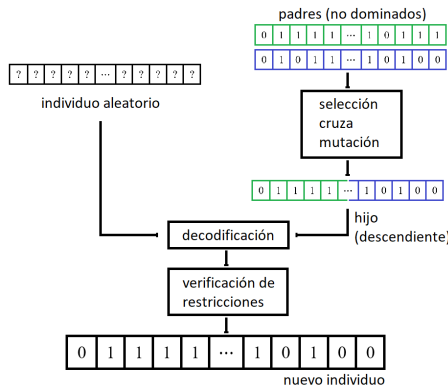 padres (no dominados)
0 1 1 1 1 ... 1 0 1 1 1
0 1 0 1 1 ... 1 0 1 0 0
? ? ? ? ? ... ? ? ? ? ?
individuo aleatorio
selección
cruza
mutación
0 1 1 1 1 ... 1 0 1 0 0
hijo
(descendiente)
decodificación
verificación de
restricciones
0 1 1 1 1 ... 1 0 1 0 0
nuevo individuo